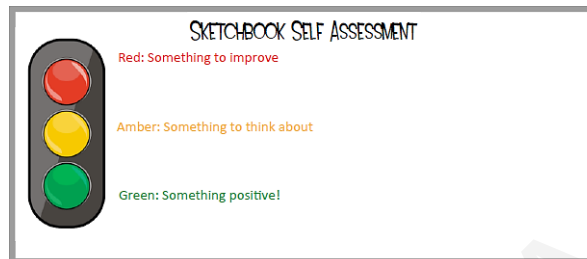 Sketchbook Self Assessment
Red: Something to improve
Amber: Something to think about
Green: Something positive!